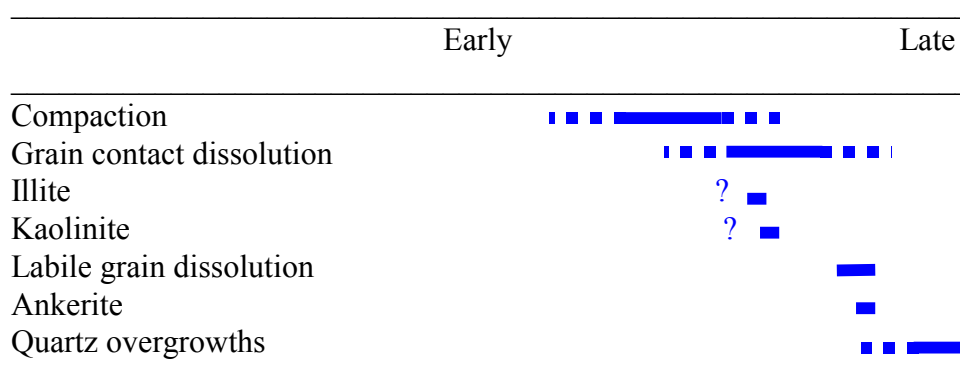 Early Late
Compaction
Grain contact dissolution
Illite ?
Kaolinite ?
Labile grain dissolution
Ankerite
Quartz overgrowths